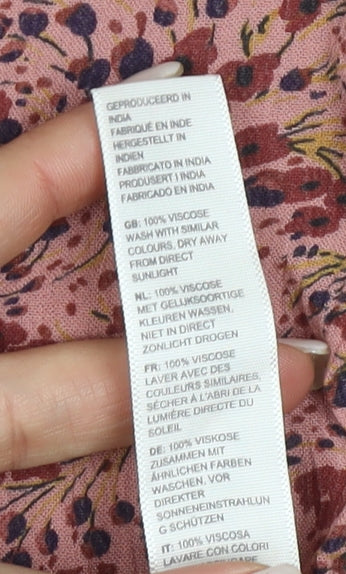 GEPRODUCEERD IN
INDIA
FABRIQUÉ EN INDE
HERGESTELLT IN
INDIEN
FABBRICATO IN INDIA
PRODUSERT I INDIA
FABRICADO EN INDIA
GB: 100% VISCOSE
WASH WITH SIMILAR
COLOURS, DRY AWAY
FROM DIRECT
SUNLIGHT
NL: 100% VISCOSE
MET GELIJKSOORTIGE
KLEUREN WASSEN,
NIET IN DIRECT
ZONLICHT DROGEN
FR: 100% VISCOSE
LAVER AVEC DES
COULEURS SIMILAIRES,
SÉCHER À L'ABRI DE LA
LUMIÈRE DIRECTE DU
SOLEIL
DE: 100% VISKOSE
ZUSAMMEN MIT
ÄHNLICHEN FARBEN
WASCHEN, VOR
DIREKTER
SONNENEINSTRAHLUN
G SCHÜTZEN
IT: 100% VISCOSA
LAVARE CON COLORI